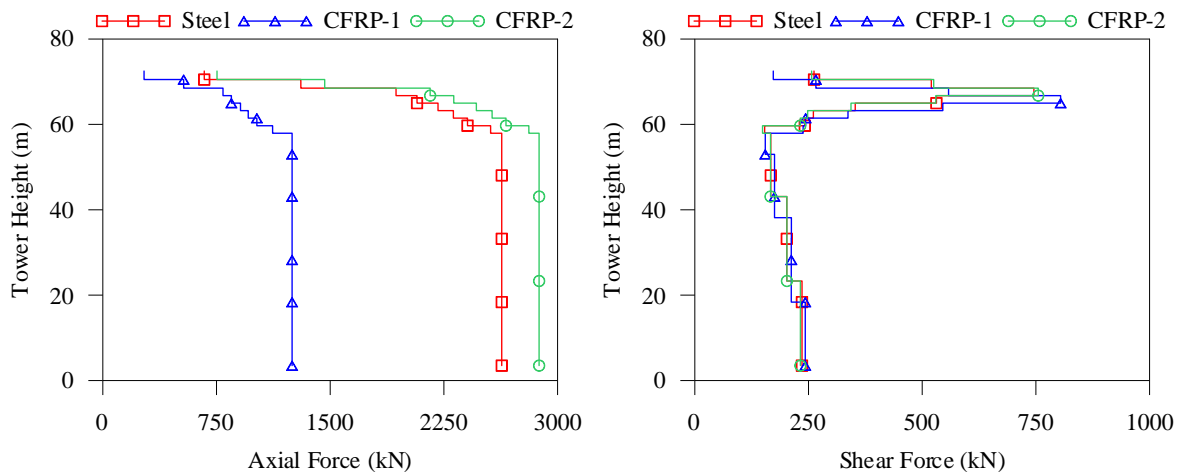 Steel CFRP-1 CFRP-2
80
60
40
20
0
Tower Height (m)
0 750 1500 2250 3000
Axial Force (kN)
Steel CFRP-1 CFRP-2
80
60
40
20
0
Tower Height (m)
0 250 500 750 1000
Shear Force (kN)